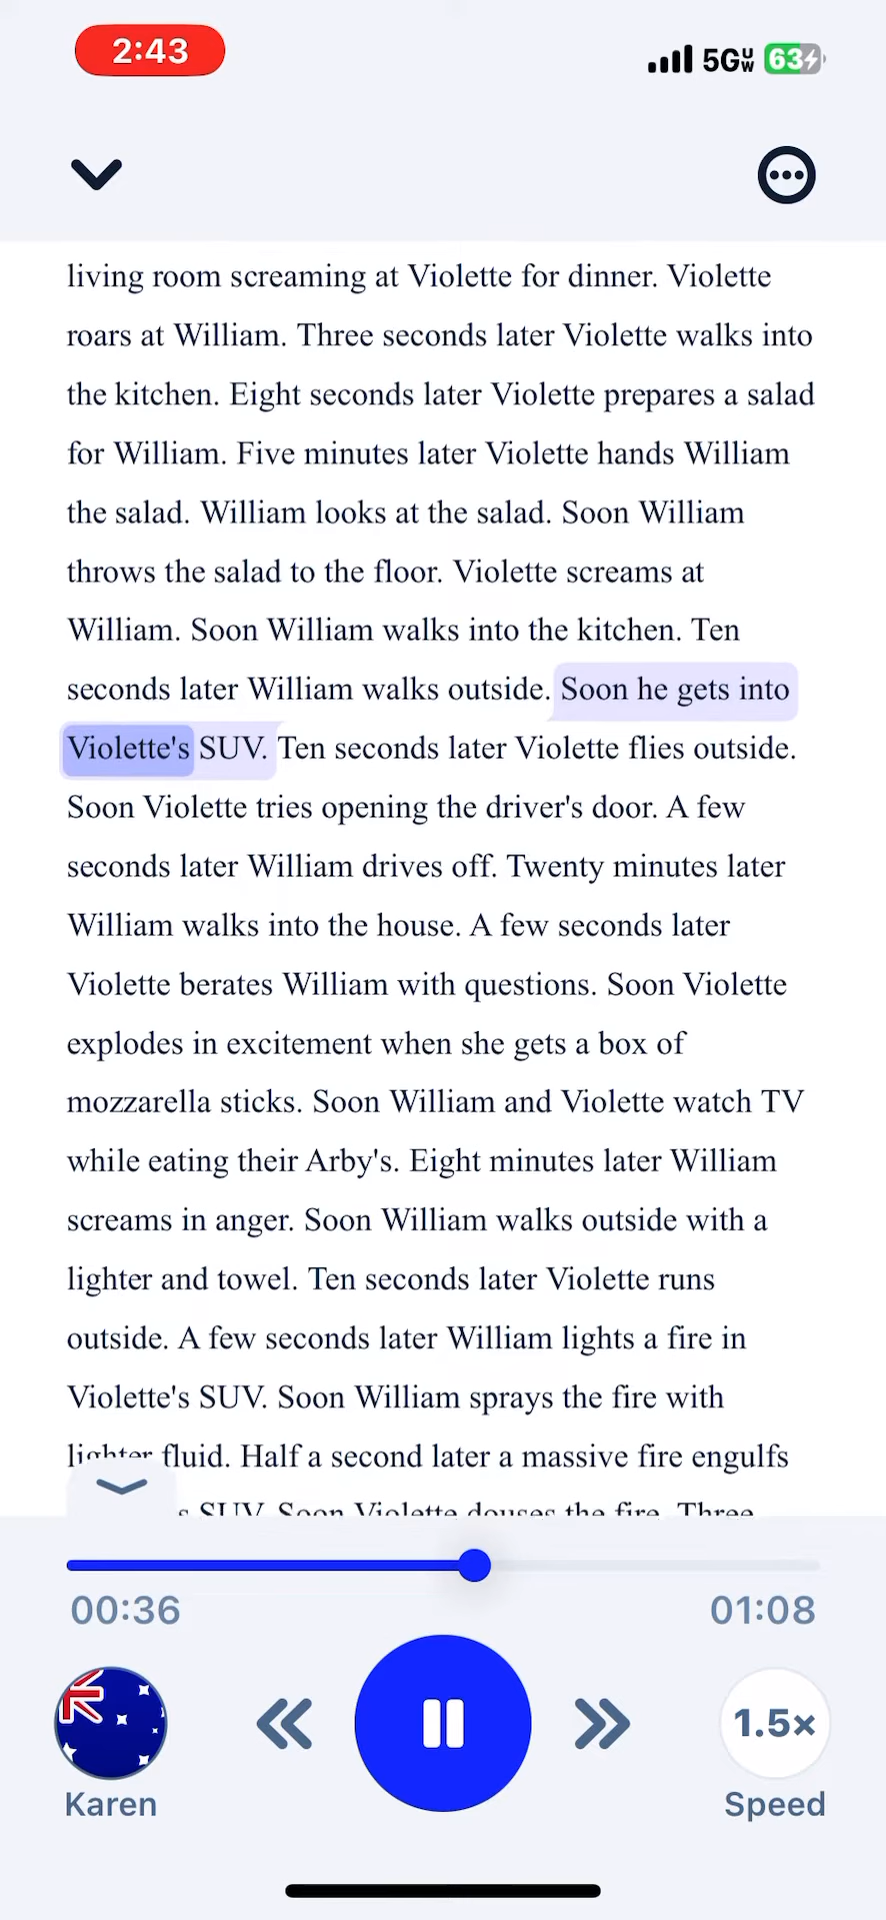 2:43
5GUW 63
living room screaming at Violette for dinner. Violette
roars at William. Three seconds later Violette walks into
the kitchen. Eight seconds later Violette prepares a salad
for William. Five minutes later Violette hands William
the salad. William looks at the salad. Soon William
throws the salad to the floor. Violette screams at
William. Soon William walks into the kitchen. Ten
seconds later William walks outside. Soon he gets into
Violette's SUV. Ten seconds later Violette flies outside.
Soon Violette tries opening the driver's door. A few
seconds later William drives off. Twenty minutes later
William walks into the house. A few seconds later
Violette berates William with questions. Soon Violette
explodes in excitement when she gets a box of
mozzarella sticks. Soon William and Violette watch TV
while eating their Arby's. Eight minutes later William
screams in anger. Soon William walks outside with a
lighter and towel. Ten seconds later Violette runs
outside. A few seconds later William lights a fire in
Violette's SUV. Soon William sprays the fire with
lighter fluid. Half a second later a massive fire engulfs
s SUV. Soon Violette douses the fire. Three
00:36 01:08
1.5×
Karen Speed